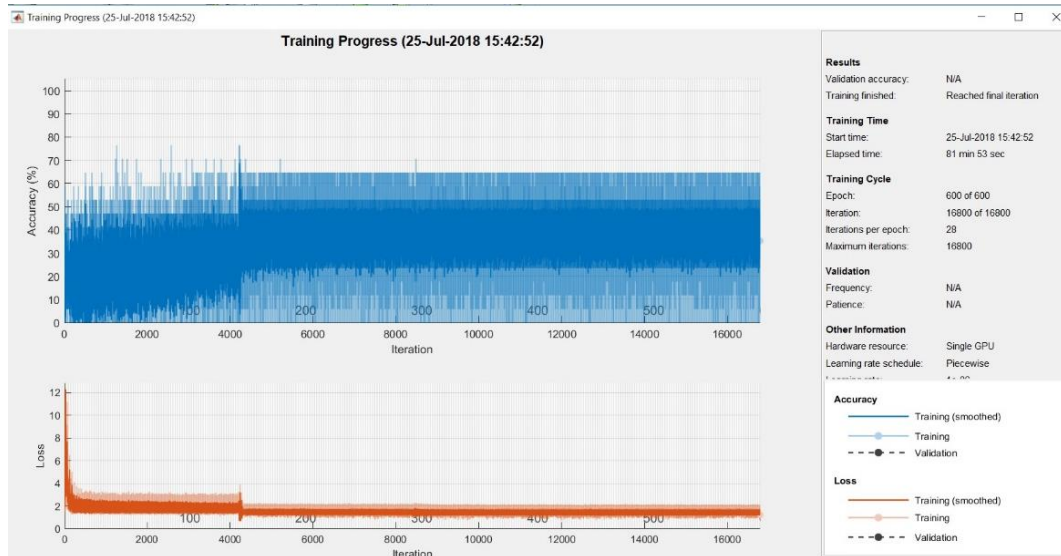 Training Progress (25-Jul-2018 15:42:52)
Training Progress (25-Jul-2018 15:42:52)
Accuracy (%)
100
90
80
70
60
50
40
30
20
10
0
100 200 300 400 500
0 2000 4000 6000 8000 10000 12000 14000 16000
Iteration
Loss
12
10
8
6
4
2
0
100 200 300 400 500
0 2000 4000 6000 8000 10000 12000 14000 16000
Iteration
Results
Validation accuracy: N/A
Training finished: Reached final iteration
Training Time
Start time: 25-Jul-2018 15:42:52
Elapsed time: 81 min 53 sec
Training Cycle
Epoch: 600 of 600
Iteration: 16800 of 16800
Iterations per epoch: 28
Maximum iterations: 16800
Validation
Frequency: N/A
Patience: N/A
Other Information
Hardware resource: Single GPU
Learning rate schedule: Piecewise
Accuracy
Training (smoothed)
Training
Validation
Loss
Training (smoothed)
Training
Validation